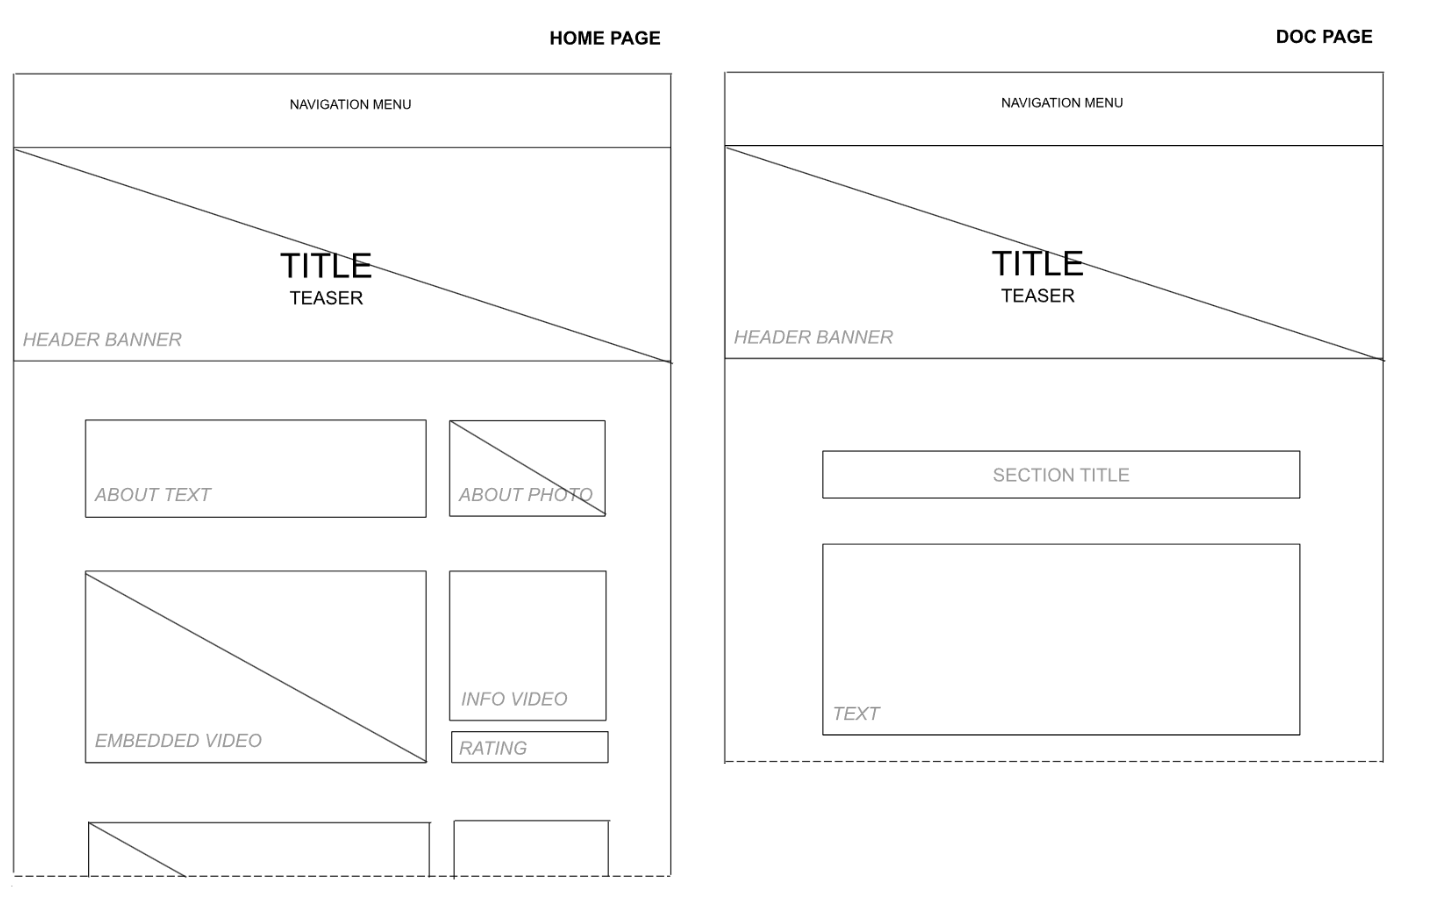 HOME PAGE
NAVIGATION MENU
TITLE
TEASER
HEADER BANNER
ABOUT TEXT
ABOUT PHOTO
EMBEDDED VIDEO
INFO VIDEO
RATING
DOC PAGE
NAVIGATION MENU
TITLE
TEASER
HEADER BANNER
SECTION TITLE
TEXT